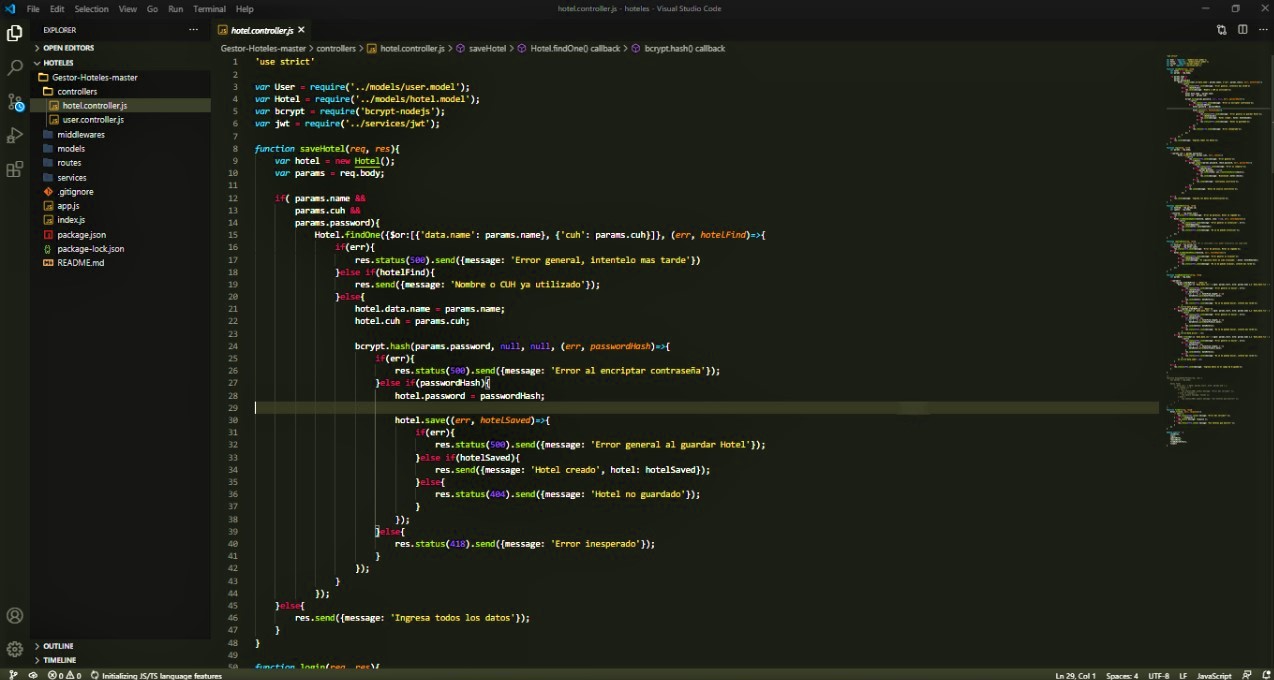 File Edit Selection View Go Run Terminal Help
hotel.controller.js - hoteles - Visual Studio Code
EXPLORER
OPEN EDITORS
HOTELES
Gestor-Hoteles-master
controllers
hotel.controller.js
user.controller.js
middlewares
models
routes
services
.gitignore
app.js
index.js
package.json
package-lock.json
README.md
OUTLINE
TIMELINE
hotel.controller.js
Gestor-Hoteles-master > controllers > hotel.controller.js > saveHotel > Hotel.findOne() callback > bcrypt.hash() callback
1 'use strict'
2
3 var User = require('../models/user.model');
4 var Hotel = require('../models/hotel.model');
5 var bcrypt = require('bcrypt-nodejs');
6 var jwt = require('../services/jwt');
7
8 function saveHotel(req, res){
9 var hotel = new Hotel();
10 var params = req.body;
11
12 if( params.name &&
13 params.cuh &&
14 params.password){
15 Hotel.findOne({$or:[{'data.name': params.name}, {'cuh': params.cuh}]}, (err, hotelFind)=>{
16 if(err){
17 res.status(500).send({message: 'Error general, intentelo mas tarde'})
18 }else if(hotelFind){
19 res.send({message: 'Nombre o CUH ya utilizado'});
20 }else{
21 hotel.data.name = params.name;
22 hotel.cuh = params.cuh;
23
24 bcrypt.hash(params.password, null, null, (err, passwordHash)=>{
25 if(err){
26 res.status(500).send({message: 'Error al encriptar contraseña'});
27 }else if(passwordHash){
28 hotel.password = passwordHash;
29
30 hotel.save((err, hotelSaved)=>{
31 if(err){
32 res.status(500).send({message: 'Error general al guardar Hotel'});
33 }else if(hotelSaved){
34 res.send({message: 'Hotel creado', hotel: hotelSaved});
35 }else{
36 res.status(404).send({message: 'Hotel no guardado'});
37 }
38 });
39 }else{
40 res.status(418).send({message: 'Error inesperado'});
41 }
42 });
43 }
44 });
45 }else{
46 res.send({message: 'Ingresa todos los datos'});
47 }
48 }
49
50 function login(req, res){
0 0 Initializing JS/TS language features
Ln 29, Col 1 Spaces: 4 UTF-8 LF JavaScript